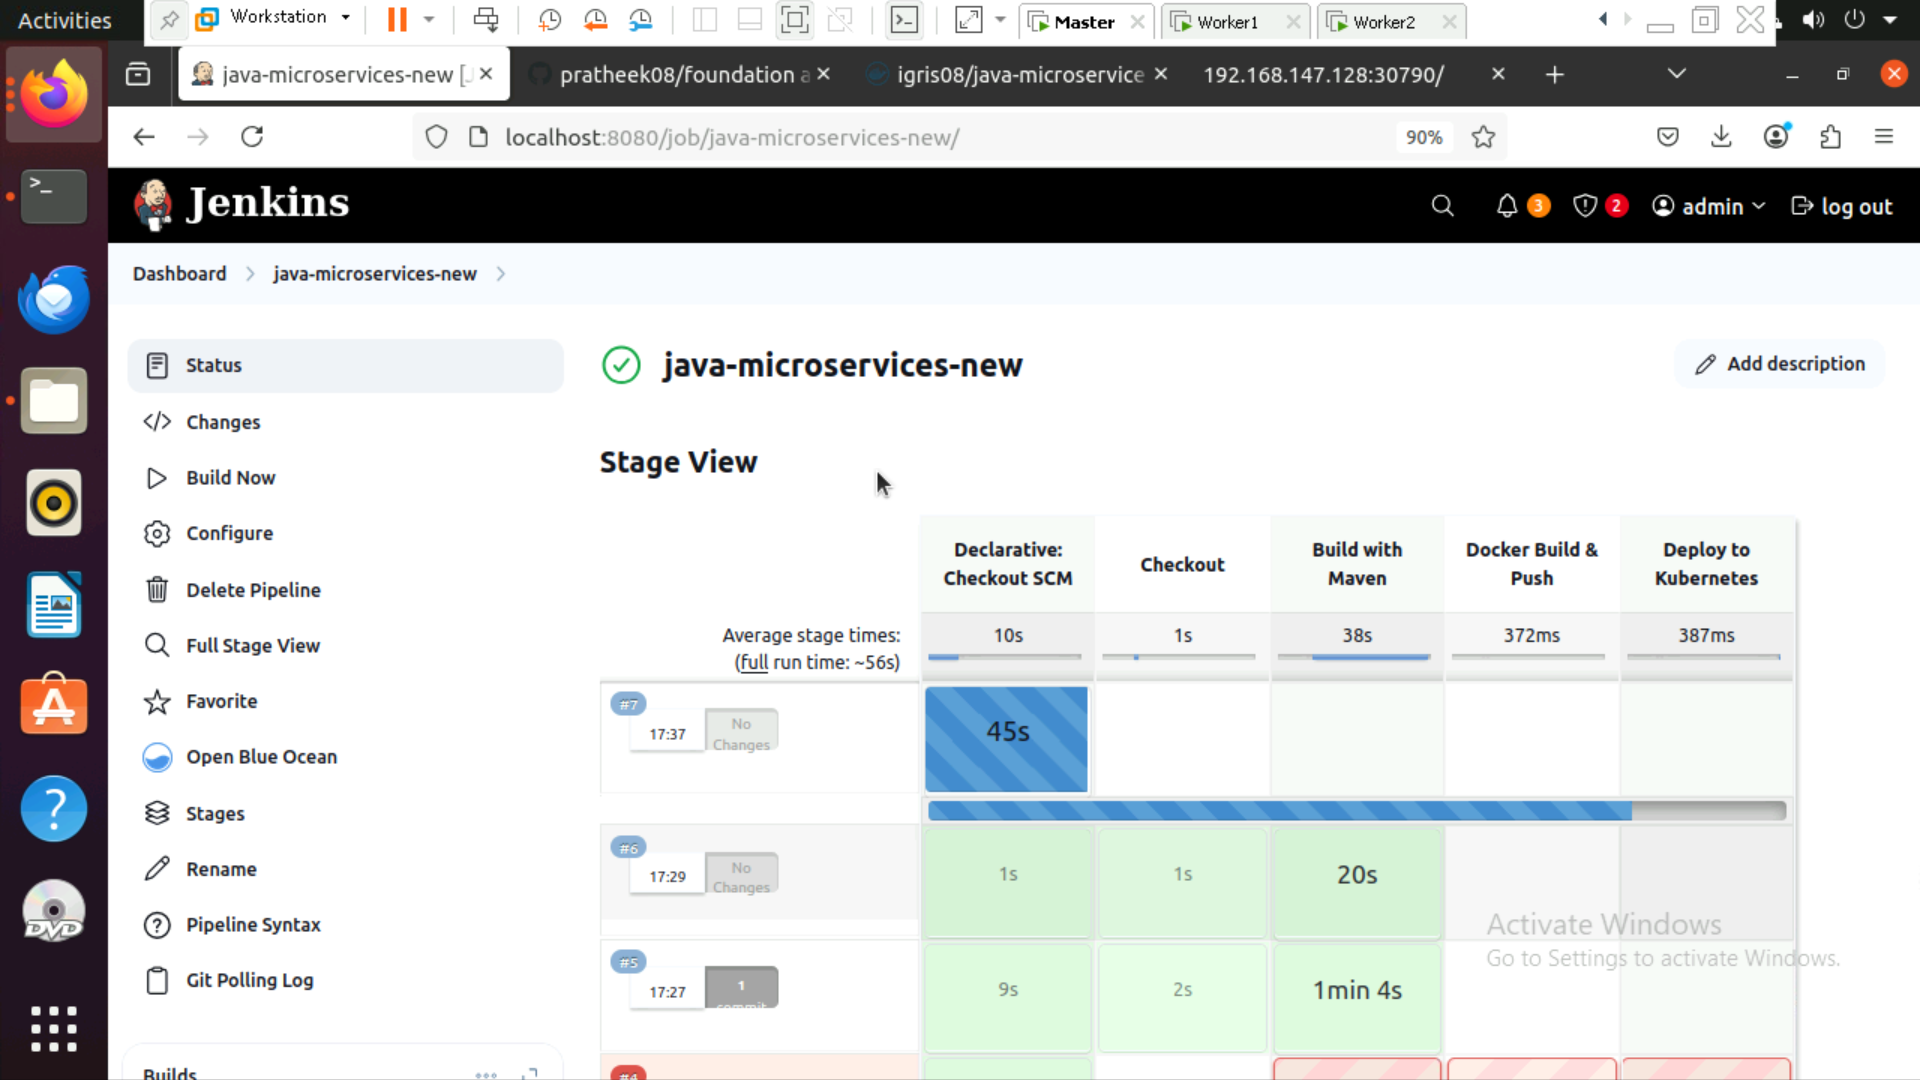 Activities
Workstation
Master
Worker1
Worker2
java-microservices-new [J
pratheek08/foundation a
igris08/java-microservice
192.168.147.128:30790/
localhost:8080/job/java-microservices-new/
90%
Jenkins
3
2
admin
log out
Dashboard
java-microservices-new
Status
Changes
Build Now
Configure
Delete Pipeline
Full Stage View
Favorite
Open Blue Ocean
Stages
Rename
Pipeline Syntax
Git Polling Log
Builds
java-microservices-new
Add description
Stage View
Declarative: Checkout SCM
Checkout
Build with Maven
Docker Build & Push
Deploy to Kubernetes
Average stage times:
(full run time: ~56s)
10s
1s
38s
372ms
387ms
#7
17:37
No Changes
45s
#6
17:29
No Changes
1s
1s
20s
#5
17:27
1 commit
9s
2s
1min 4s
#4
Activate Windows
Go to Settings to activate Windows.
DVD